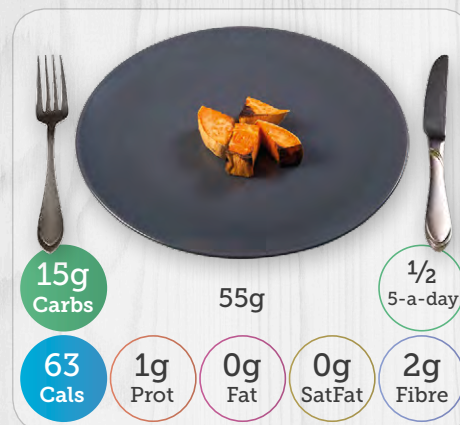 15g
Carbs
55g
½
5-a-day
63
Cals
1g
Prot
0g
Fat
0g
SatFat
2g
Fibre